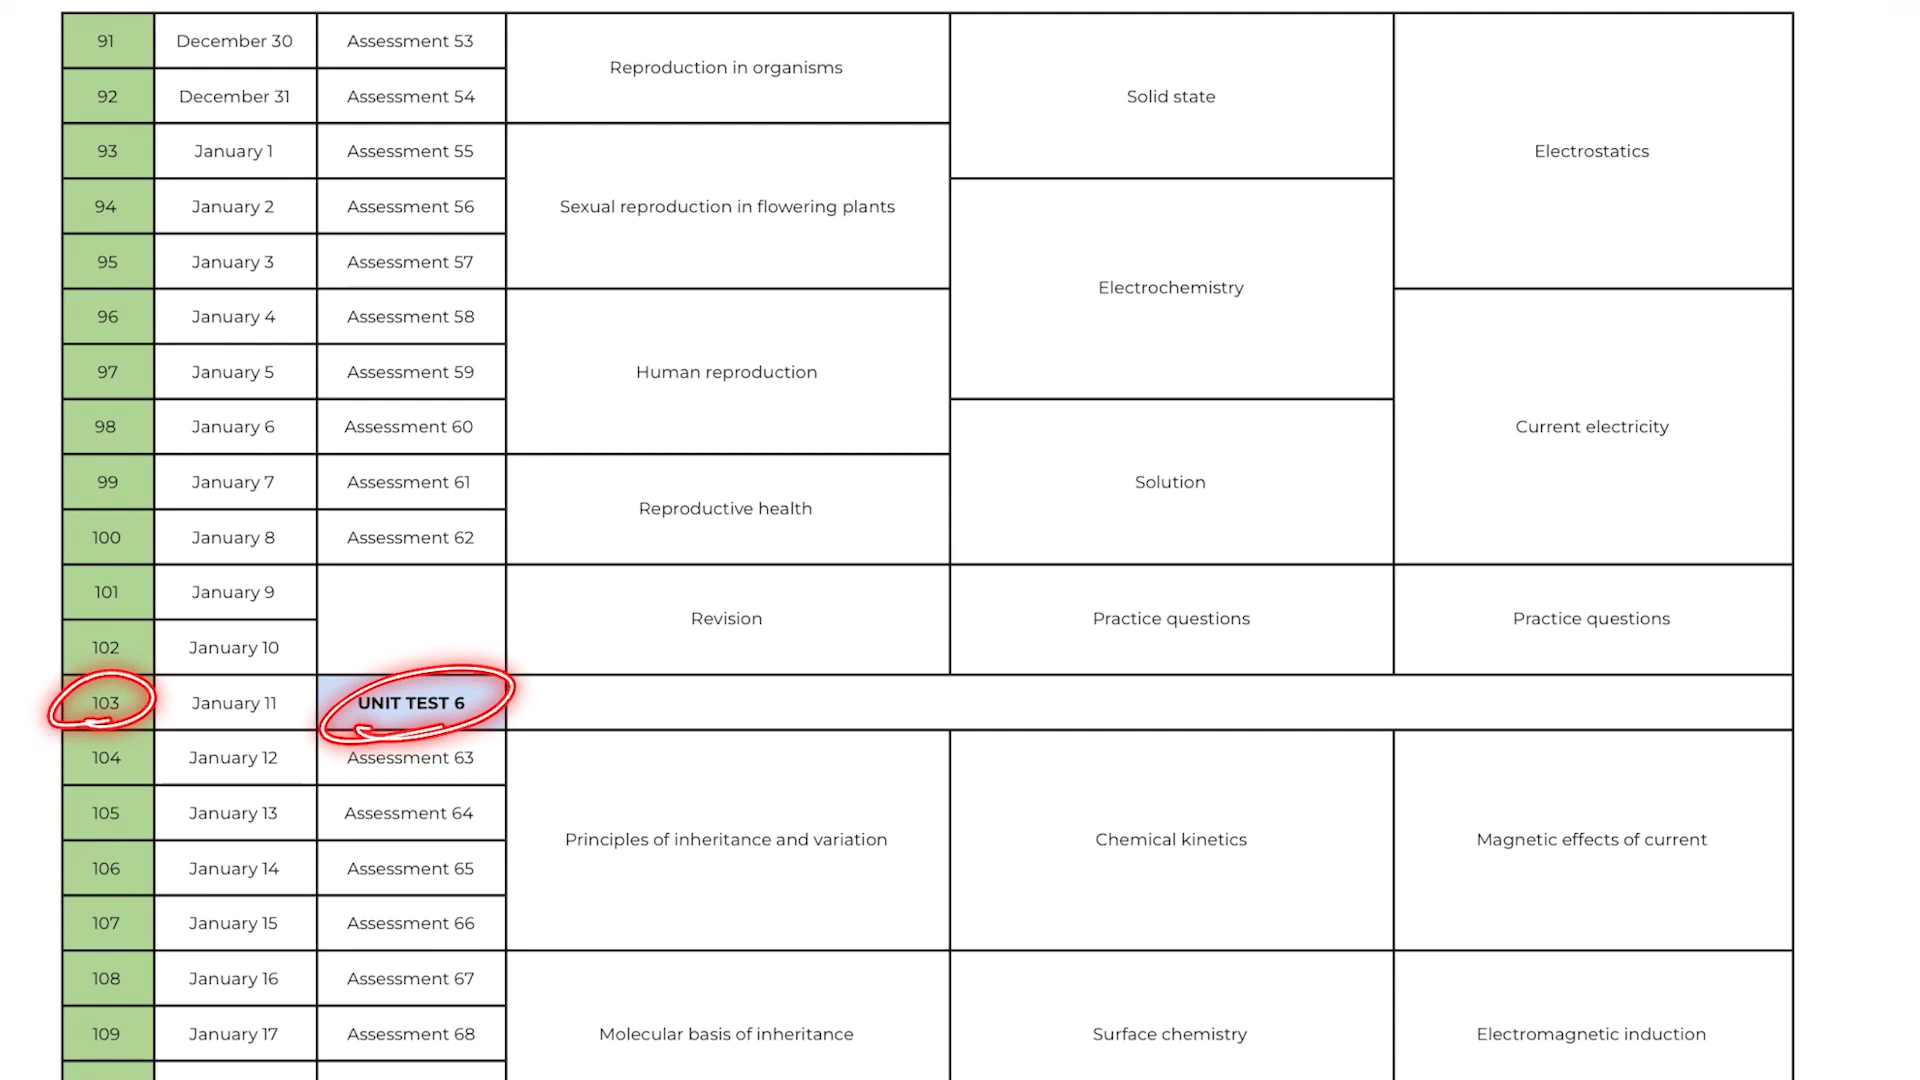 91 December 30 Assessment 53
Reproduction in organisms
92 December 31 Assessment 54 Solid state
93 January 1 Assessment 55 Electrostatics
94 January 2 Assessment 56 Sexual reproduction in flowering plants
95 January 3 Assessment 57
Electrochemistry
96 January 4 Assessment 58
97 January 5 Assessment 59 Human reproduction
98 January 6 Assessment 60 Current electricity
99 January 7 Assessment 61 Solution
Reproductive health
100 January 8 Assessment 62
101 January 9
Revision Practice questions Practice questions
102 January 10
103 January 11 UNIT TEST 6
104 January 12 Assessment 63
105 January 13 Assessment 64
Principles of inheritance and variation Chemical kinetics Magnetic effects of current
106 January 14 Assessment 65
107 January 15 Assessment 66
108 January 16 Assessment 67
109 January 17 Assessment 68 Molecular basis of inheritance Surface chemistry Electromagnetic induction